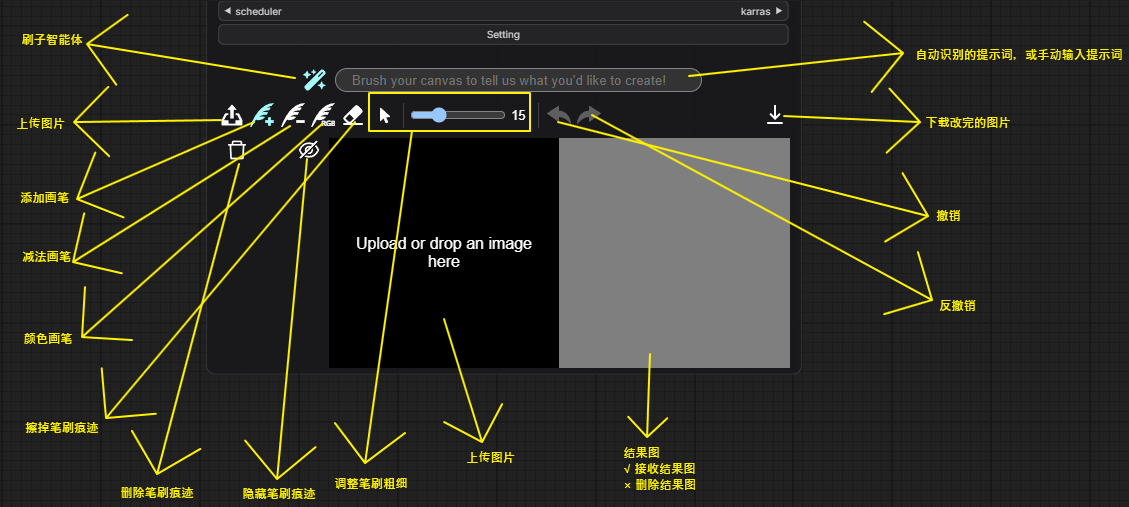 scheduler
karras
Setting
刷子智能体
Brush your canvas to tell us what you'd like to create!
自动识别的提示词，或手动输入提示词
上传图片
RGB
15
下载改完的图片
添加画笔
撤销
减法画笔
Upload or drop an image
here
反撤销
颜色画笔
擦掉笔刷痕迹
删除笔刷痕迹
隐藏笔刷痕迹
调整笔刷粗细
上传图片
结果图
√ 接收结果图
× 删除结果图